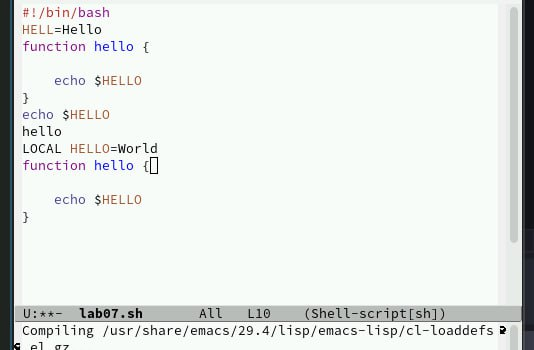 #!/bin/bash
HELL=Hello
function hello {
    echo $HELLO
}
echo $HELLO
hello
LOCAL HELLO=World
function hello {
    echo $HELLO
}
U:**-  lab07.sh       All   L10    (Shell-script[sh])
Compiling /usr/share/emacs/29.4/lisp/emacs-lisp/cl-loaddefs
.el.gz